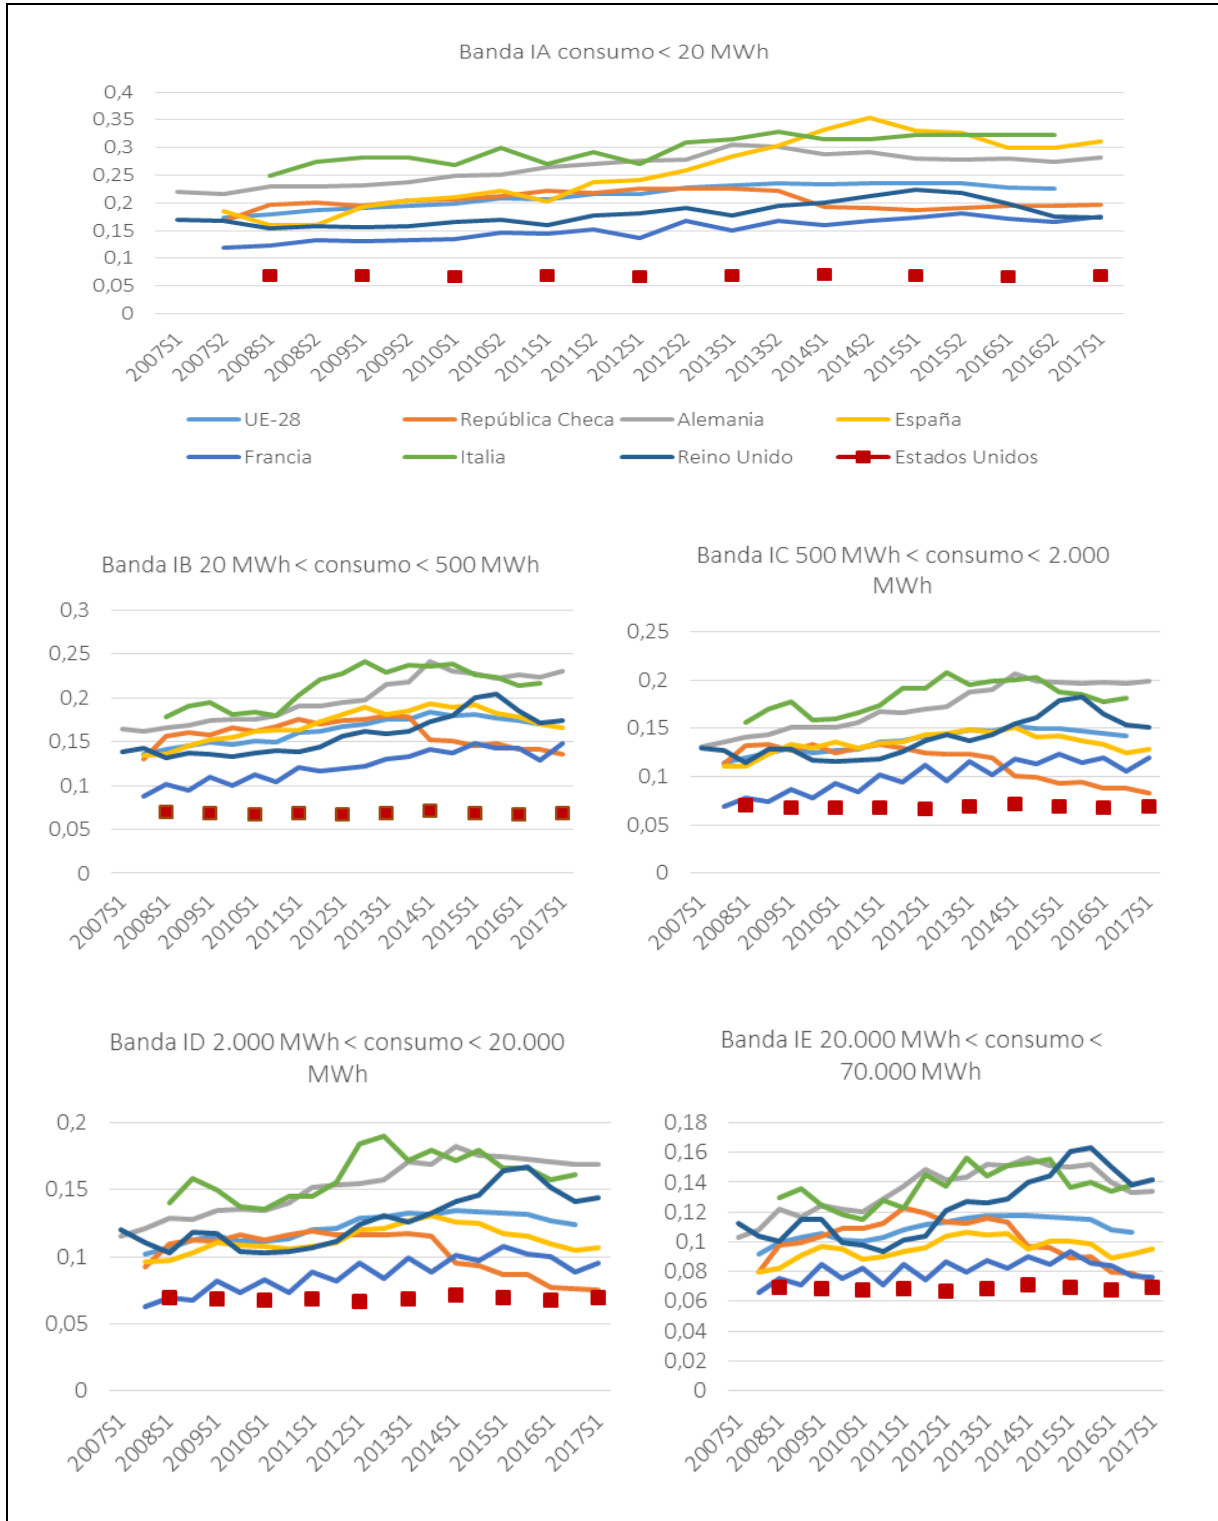 Banda IA consumo < 20 MWh
0,4
0,35
0,3
0,25
0,2
0,15
0,1
0,05
0
2007S1 2007S2 2008S1 2008S2 2009S1 2009S2 2010S1 2010S2 2011S1 2011S2 2012S1 2012S2 2013S1 2013S2 2014S1 2014S2 2015S1 2015S2 2016S1 2016S2 2017S1
UE-28 República Checa Alemania España
Francia Italia Reino Unido Estados Unidos
Banda IB 20 MWh < consumo < 500 MWh
0,3
0,25
0,2
0,15
0,1
0,05
0
2007S1 2008S1 2009S1 2010S1 2011S1 2012S1 2013S1 2014S1 2015S1 2016S1 2017S1
Banda IC 500 MWh < consumo < 2.000
MWh
0,25
0,2
0,15
0,1
0,05
0
2007S1 2008S1 2009S1 2010S1 2011S1 2012S1 2013S1 2014S1 2015S1 2016S1 2017S1
Banda ID 2.000 MWh < consumo < 20.000
MWh
0,2
0,15
0,1
0,05
0
2007S1 2008S1 2009S1 2010S1 2011S1 2012S1 2013S1 2014S1 2015S1 2016S1 2017S1
Banda IE 20.000 MWh < consumo <
70.000 MWh
0,18
0,16
0,14
0,12
0,1
0,08
0,06
0,04
0,02
0
2007S1 2008S1 2009S1 2010S1 2011S1 2012S1 2013S1 2014S1 2015S1 2016S1 2017S1